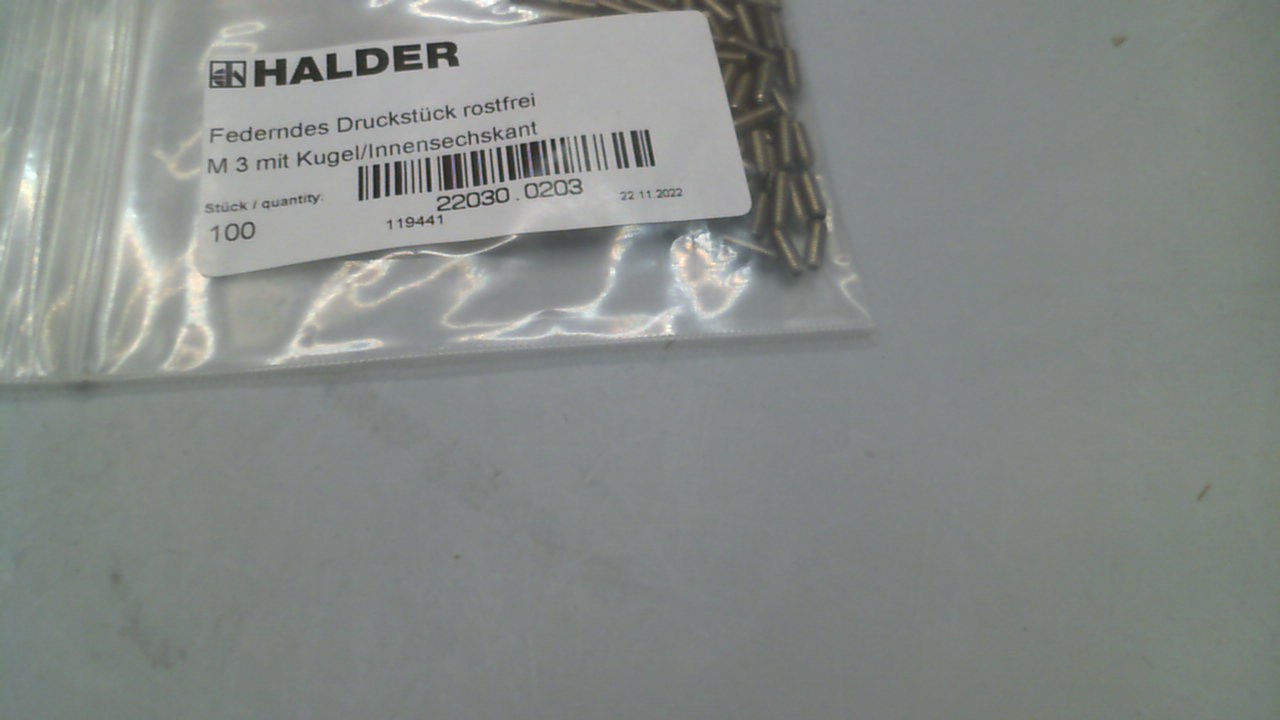 HALDER
Federndes Druckstück rostfrei
M 3 mit Kugel/Innensechskant
Stück / quantity:
100
22030 . 0203
119441
22.11.2022